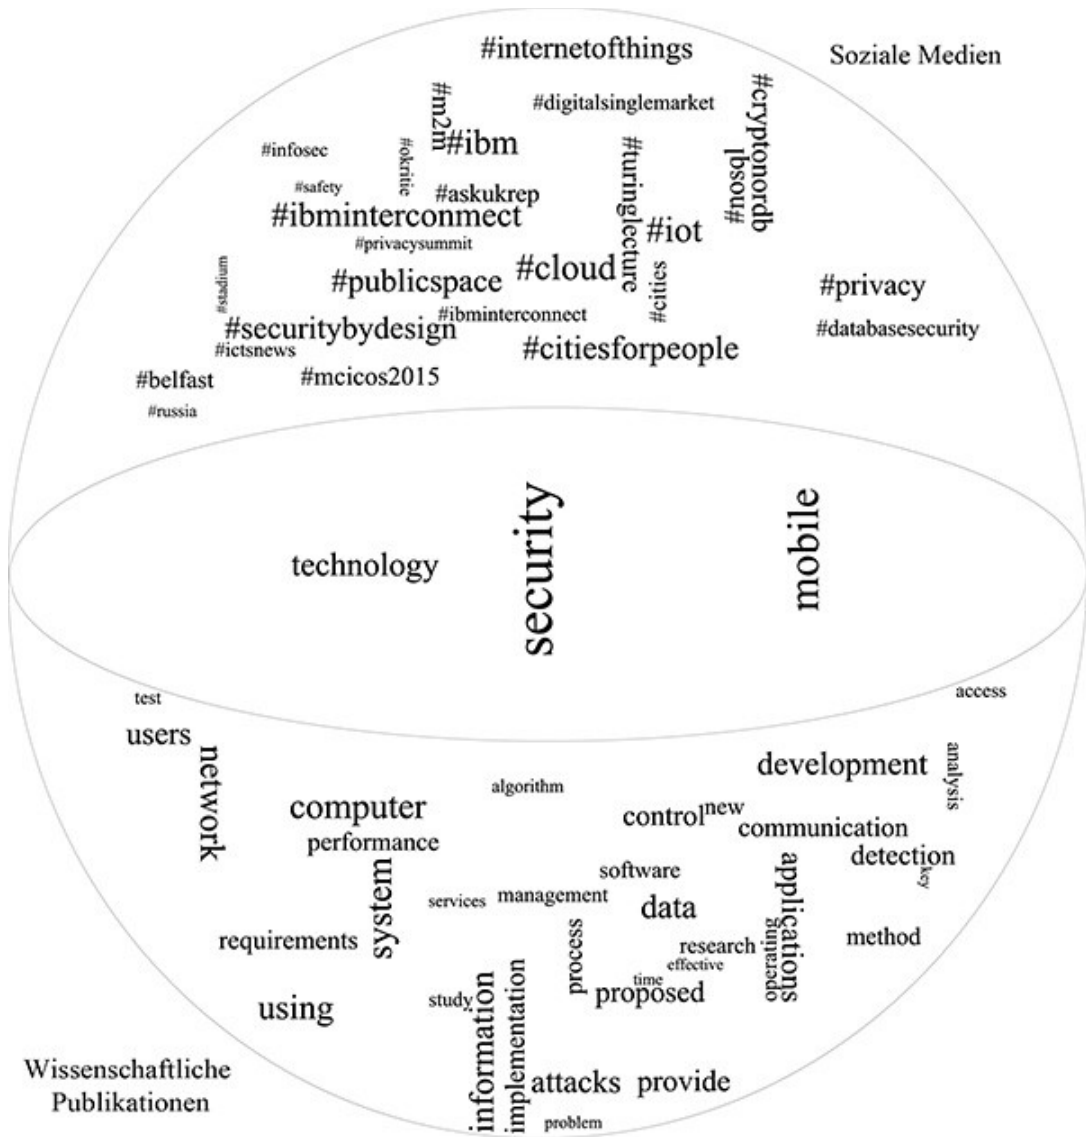 #internetofthings
Soziale Medien
#m2m
#digitalsinglemarket
#cryptonordb
#ibm
#infosec
#okritic
#turinglecture
#nosql
#safety
#askukrep
#ibminterconmect
#iot
#privacysummit
#cloud
#publicspace
#stadium
#cities
#privacy
#ibminterconnect
#securitybydesign
#databasesecurity
#ictsnews
#citiesforpeople
#belfast
#mcicos2015
#russia
technology
security
mobile
test
access
users
network
development
analysis
algorithm
computer
control
new
communication
performance
detection
system
software
applications
key
services
management
data
requirements
process
research
operating
method
effective
time
proposed
study
using
information
implementation
Wissenschaftliche
Publikationen
attacks
provide
problem